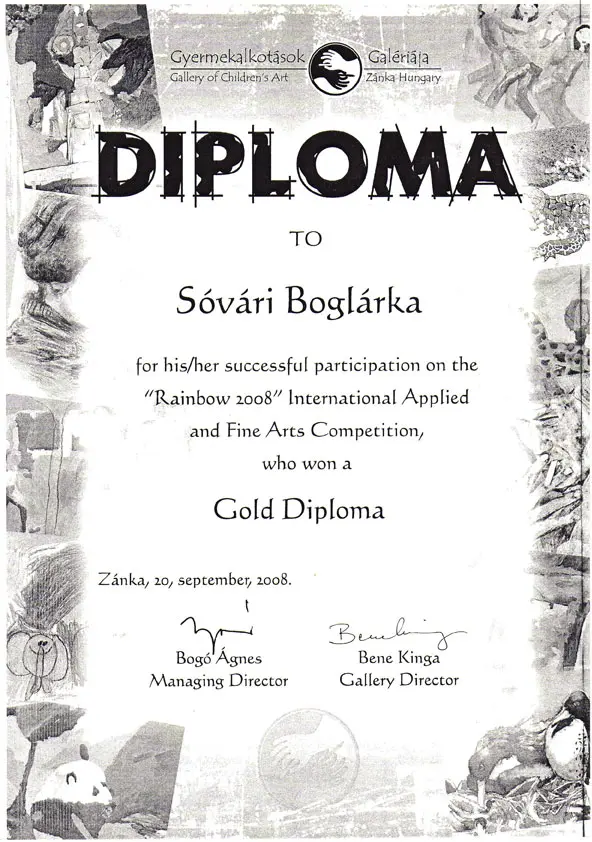 Gyermekalkotások Galériája
Gallery of Children's Art Zánka-Hungary
DIPLOMA
TO
Sóvári Boglárka
for his/her successful participation on the
"Rainbow 2008" International Applied
and Fine Arts Competition,
who won a
Gold Diploma
Zánka, 20, september, 2008.
Bogó Ágnes Bene Kinga
Managing Director Gallery Director